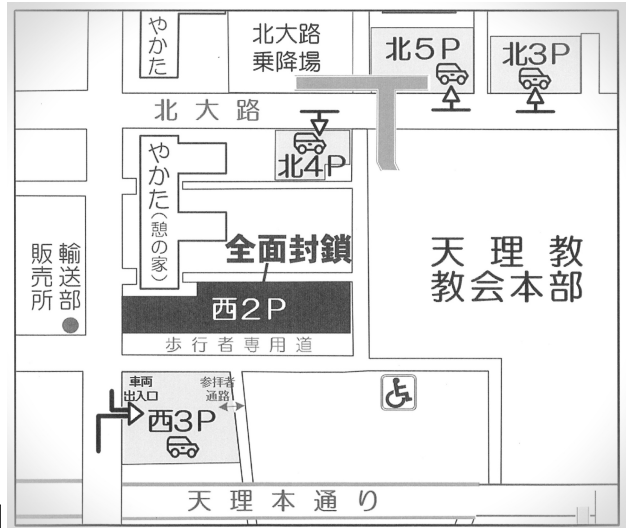 やかた
北大路
乗降場
北5P
北3P
北大路
北4P
やかた(憩の家)
天理教
教会本部
輸送部
販売所
全面封鎖
西2P
歩行者専用道
車両
出入口
参拝者
通路
西3P
天理本通り